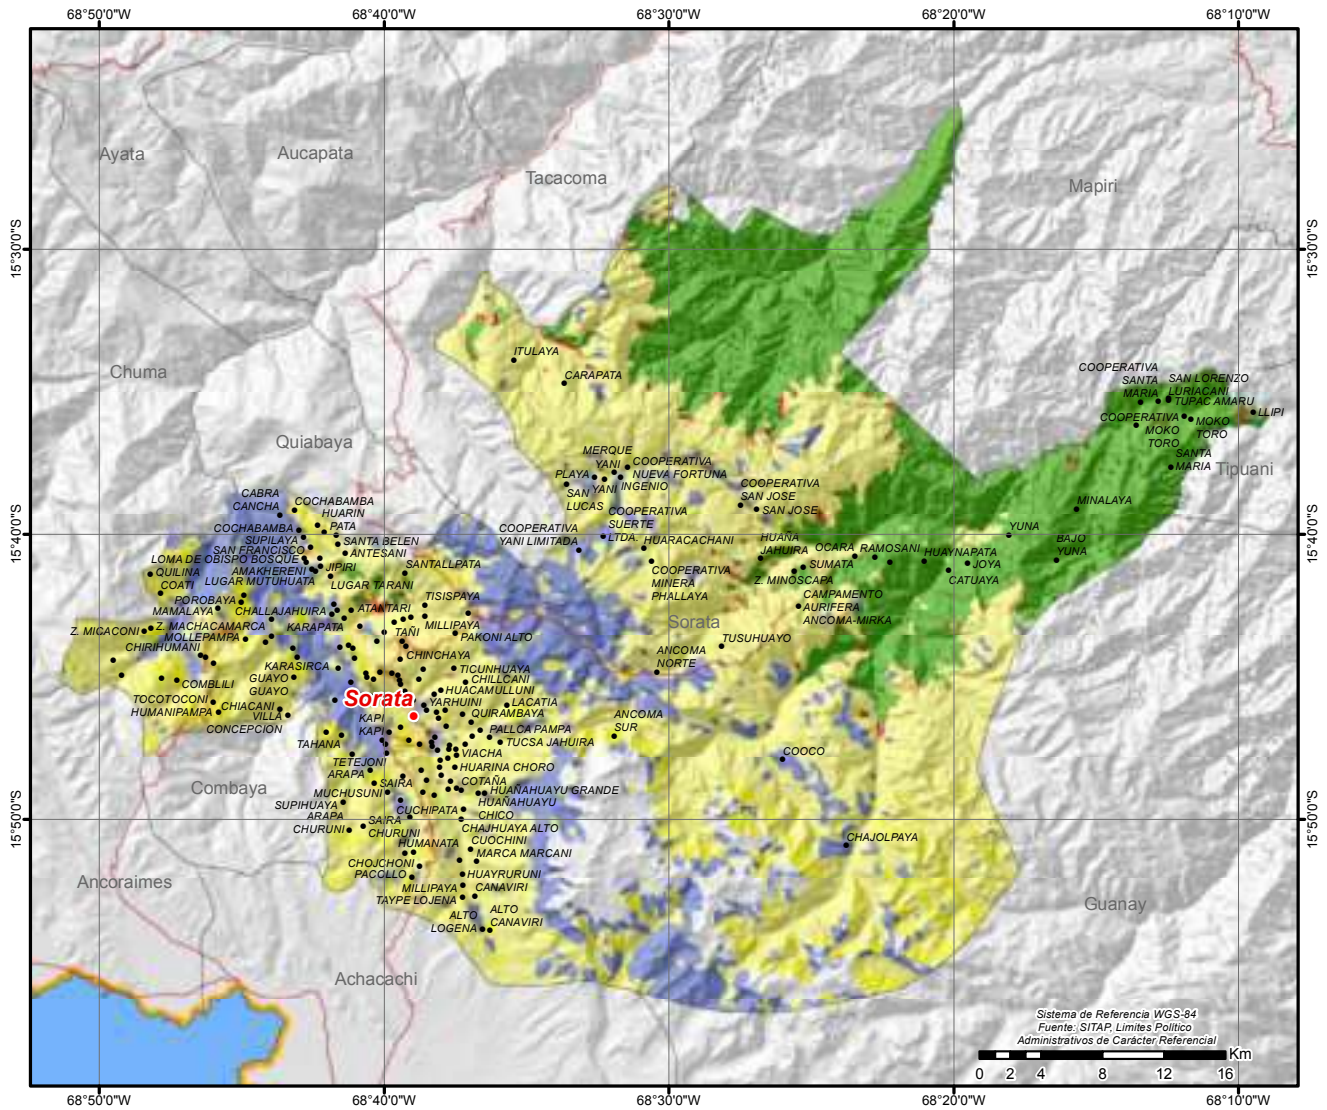 68°50'0"W
68°40'0"W
68°30'0"W
68°20'0"W
68°10'0"W
Ayata
Aucapata
Tacacoma
Mapiri
15°30'0"S
15°30'0"S
ITULAYA
CARAPATA
Chuma
Quiabaya
COOPERATIVA
SANTA
MARIA
SAN LORENZO
LURIACANI
TUPAC AMARU
LLIPI
COOPERATIVA
MOKO
TORO
MOKO
TORO
SANTA
MARIA
Tipuani
MINALAYA
MERQUE
YANI
COOPERATIVA
NUEVA FORTUNA
PLAYA
INGENIO
SAN YANI
LUCAS
COOPERATIVA
SAN JOSE
SAN JOSE
CABRA
CANCHA
COCHABAMBA
HUARIN
PATA
COCHABAMBA
SUPILAYA
SANTA BELEN
SAN FRANCISCO
ANTESANI
LOMA DE OBISPO BOSQUE
AMAKHERENI
JIPIRI
QUILINA
LUGAR MUTUHUATA
LUGAR TARANI
COATI
POROBAYA
MAMALAYA
CHALLAJAHUIRA
ATANTARI
15°40'0"S
15°40'0"S
COOPERATIVA
SUERTE
LTDA.
COOPERATIVA
YANI LIMITADA
HUARACACHANI
COOPERATIVA
MINERA
PHALLAYA
HUAÑA
JAHUIRA
OCARA
RAMOSANI
SUMATA
Z. MINOSCAPA
HUAYNAPATA
JOYA
CATUAYA
YUNA
BAJO
YUNA
CAMPAMENTO
AURIFERA
ANCOMA-MIRKA
SANTALLPATA
TISISPAYA
MILLIPAYA
TAÑI
PAKONI ALTO
Z. MICACONI
Z. MACHACAMARCA
KARAPATA
MOLLEPAMPA
CHIRIHUMANI
CHINCHAYA
KARASIRCA
TICUNHUAYA
CHILLCANI
Sorata
TUSUHUAYO
ANCOMA
NORTE
COMBLILI
GUAYO
GUAYO
HUACAMULLUNI
TOCOTOCONI
CHIACANI
Sorata
YARHUINI
LACATIA
HUMANIPAMPA
VILLA
CONCEPCION
KAPI
KAPI
QUIRAMBAYA
PALLCA PAMPA
TUCSA JAHUIRA
ANCOMA
SUR
TAHANA
VIACHA
TETEJONI
HUARINA CHORO
COOCO
Combaya
ARAPA
SAIRA
COTAÑA
MUCHUSUNI
HUAÑAHUAYU GRANDE
SUPIHUAYA
CUCHIPATA
HUAÑAHUAYU
CHICO
ARAPA
CHURUNI
SAIRA
CHURUNI
CHAJHUAYA ALTO
15°50'0"S
15°50'0"S
HUMANATA
CUOCHINI
CHAJOLPAYA
MARCA MARCANI
CHOJCHONI
PACOLLO
HUAYRURUNI
MILLIPAYA
CANAVIRI
TAYPE LOJENA
Ancoraimes
Guanay
ALTO
LOGENA
ALTO
CANAVIRI
Achacachi
Sistema de Referencia WGS-84
Fuente: SITAP, Limites Político
Administrativos de Carácter Referencial
Km
0 2 4 8 12 16
68°50'0"W
68°40'0"W
68°30'0"W
68°20'0"W
68°10'0"W